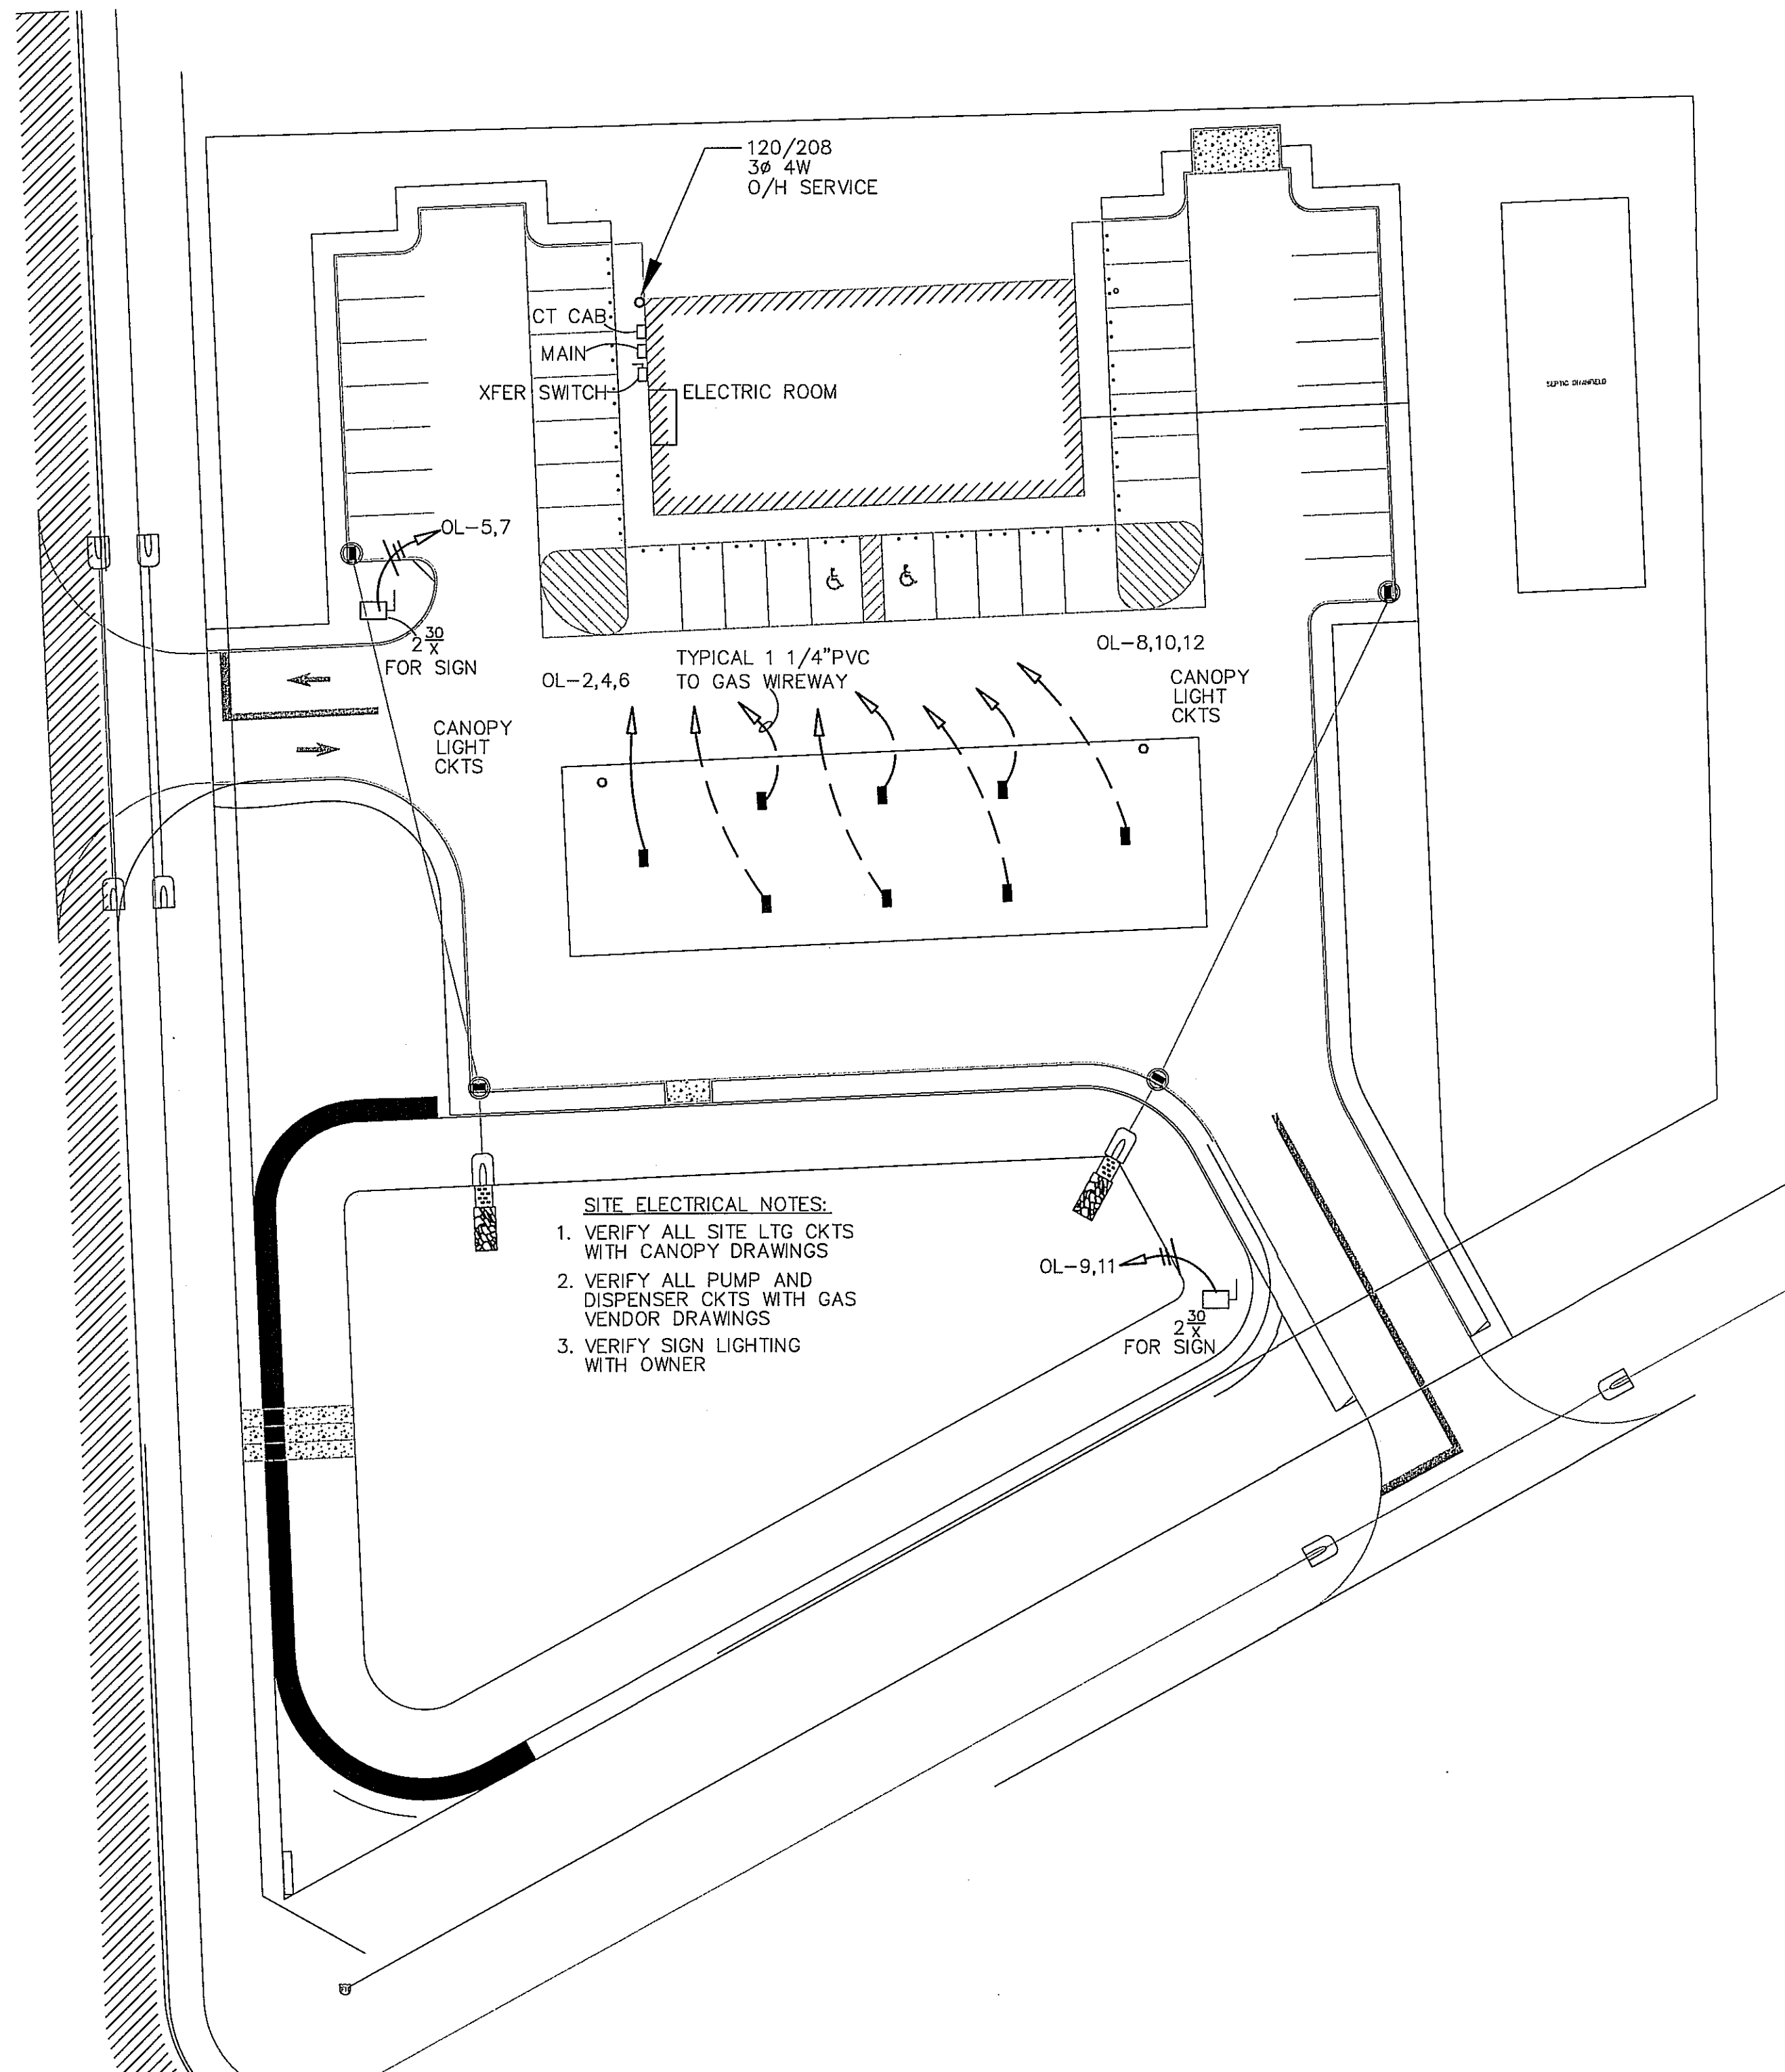 120/208
3ø 4W
O/H SERVICE
CT CAB
MAIN
XFER SWITCH
ELECTRIC ROOM
SEPTIC DRAINFIELD
OL-5,7
2 30/X
FOR SIGN
OL-2,4,6
TYPICAL 1 1/4"PVC
TO GAS WIREWAY
OL-8,10,12
CANOPY
LIGHT
CKTS
CANOPY
LIGHT
CKTS
SITE ELECTRICAL NOTES:
1. VERIFY ALL SITE LTG CKTS
WITH CANOPY DRAWINGS
2. VERIFY ALL PUMP AND
DISPENSER CKTS WITH GAS
VENDOR DRAWINGS
3. VERIFY SIGN LIGHTING
WITH OWNER
OL-9,11
2 30/X
FOR SIGN